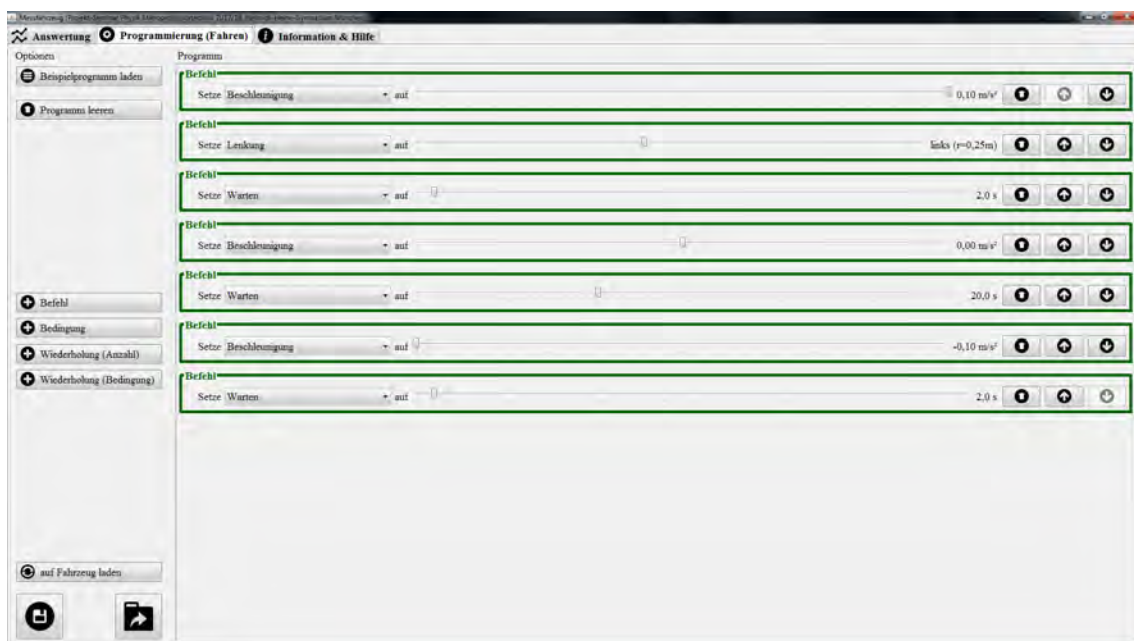 Auswertung Programmierung (Fahren) Information & Hilfe
Optionen
Programm
Beispielprogramm laden
Programm leeren
Befehl
Bedingung
Wiederholung (Anzahl)
Wiederholung (Bedingung)
auf Fahrzeug laden
Befehl
Setze Beschleunigung auf 0,10 m/s²
Befehl
Setze Lenkung auf links (r=0,25m)
Befehl
Setze Warten auf 2,0 s
Befehl
Setze Beschleunigung auf 0,00 m/s²
Befehl
Setze Warten auf 20,0 s
Befehl
Setze Beschleunigung auf -0,10 m/s²
Befehl
Setze Warten auf 2,0 s